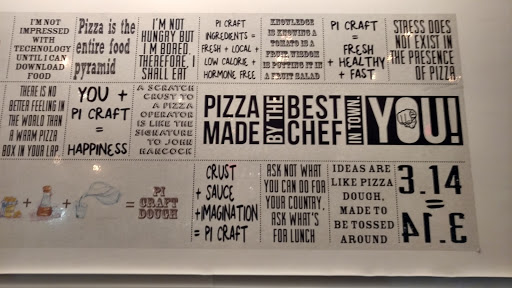 I'M NOT
IMPRESSED
WITH
TECHNOLOGY
UNTIL I CAN
DOWNLOAD
FOOD
Pizza is the
entire food
pyramid
I'M NOT
HUNGRY BUT
I'M BORED.
THEREFORE, I
SHALL EAT
PI CRAFT
INGREDIENTS =
FRESH + LOCAL +
LOW CALORIE +
HORMONE FREE
KNOWLEDGE
IS KNOWING A
TOMATO IS A
FRUIT. WISDOM
IS PUTTING IT IN
A FRUIT SALAD
PI CRAFT
=
FRESH
+ HEALTHY
+ FAST
STRESS DOES
NOT EXIST IN
THE PRESENCE
OF PIZZA
THERE IS NO
BETTER FEELING IN
THE WORLD THAN
A WARM PIZZA
BOX IN YOUR LAP.
YOU +
PI CRAFT
=
HAPPINESS
A SCRATCH
CRUST TO
A PIZZA
OPERATOR
IS LIKE THE
SIGNATURE
TO JOHN
HANCOCK
PIZZA
MADE
BY THE
BEST
CHEF
IN TOWN.
YOU!
+ + =
PI
CRAFT
DOUGH
CRUST
+ SAUCE
+IMAGINATION
= PI CRAFT
ASK NOT WHAT
YOU CAN DO FOR
YOUR COUNTRY.
ASK WHAT'S
FOR LUNCH
IDEAS ARE
LIKE PIZZA
DOUGH,
MADE TO
BE TOSSED
AROUND
3.14
=
3.14